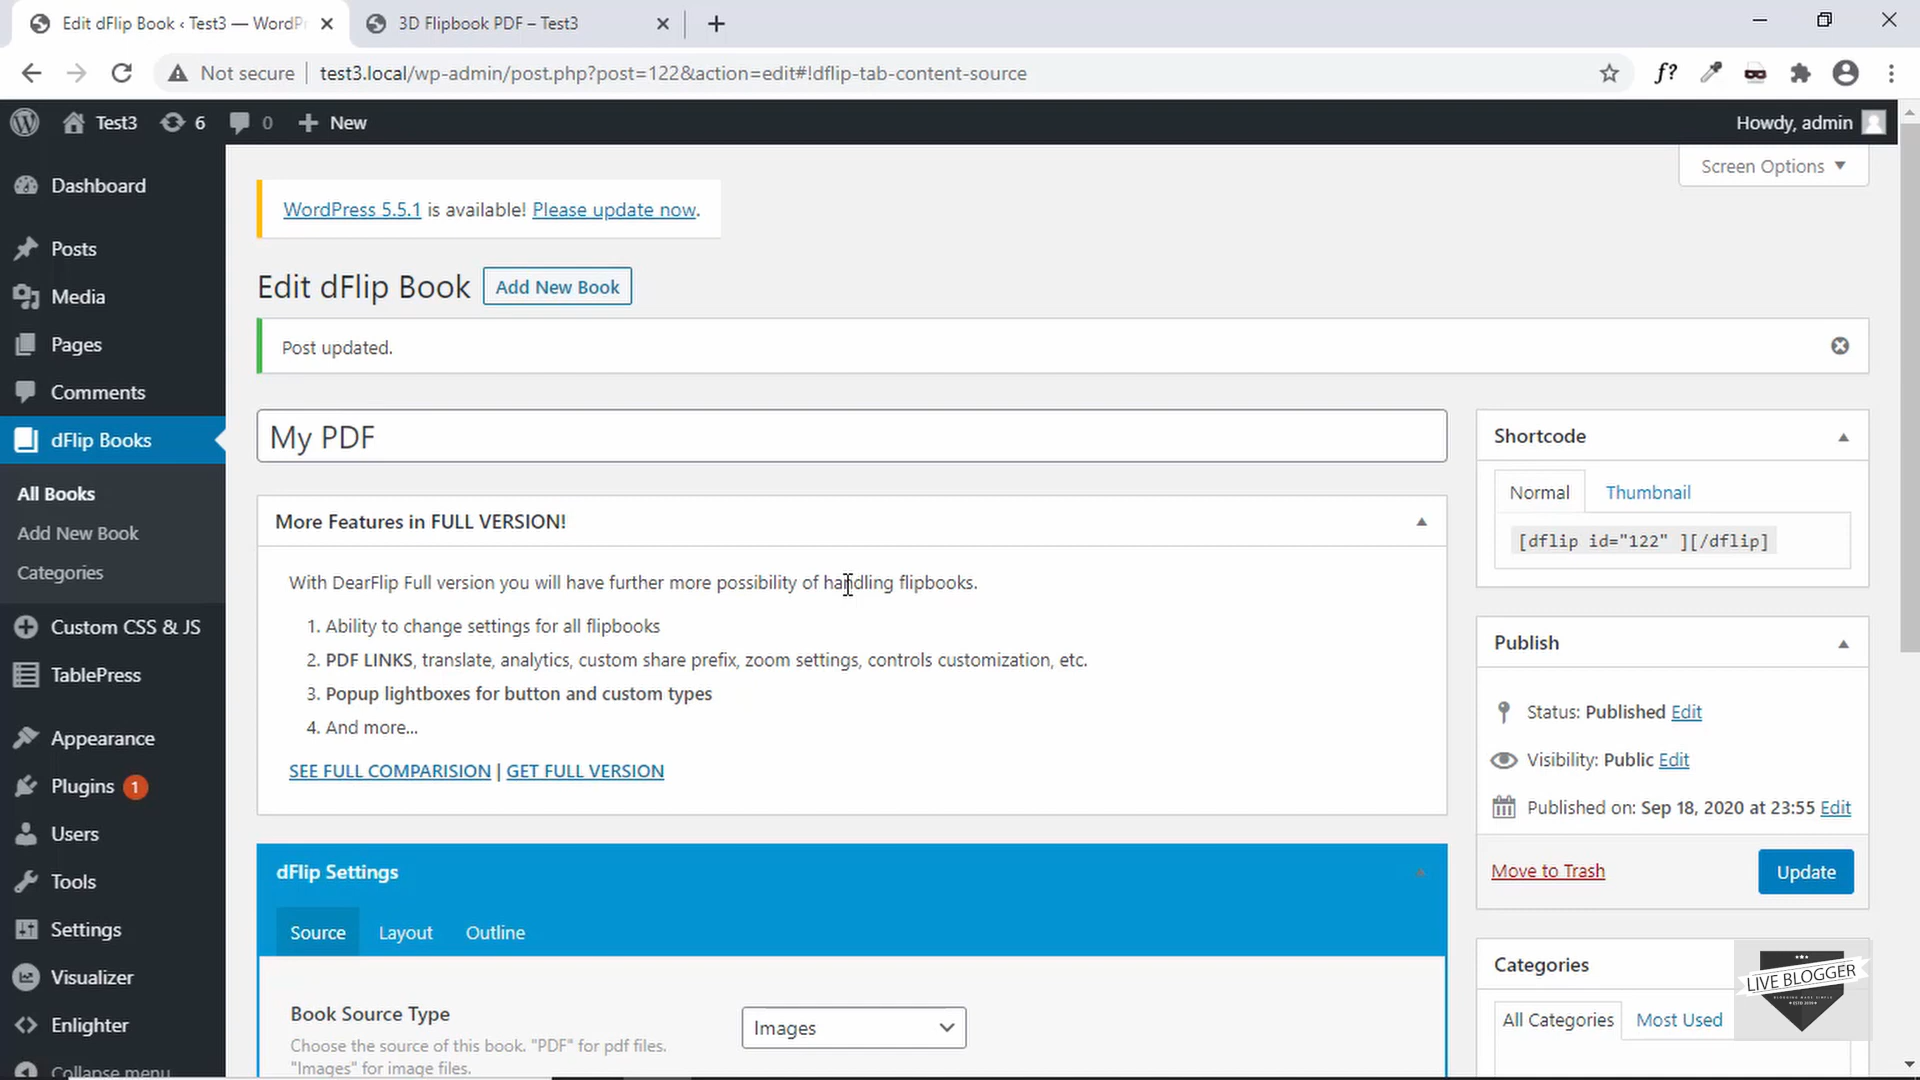 Edit dFlip Book ‹ Test3 — WordPr
3D Flipbook PDF – Test3
Not secure
test3.local/wp-admin/post.php?post=122&action=edit#!dflip-tab-content-source
f?
Test3
6
0
New
Howdy, admin
Screen Options
Dashboard
Posts
Media
Pages
Comments
dFlip Books
All Books
Add New Book
Categories
Custom CSS & JS
TablePress
Appearance
Plugins 1
Users
Tools
Settings
Visualizer
Enlighter
Collapse menu
WordPress 5.5.1 is available! Please update now.
Edit dFlip Book
Add New Book
Post updated.
My PDF
More Features in FULL VERSION!
With DearFlip Full version you will have further more possibility of handling flipbooks.
1. Ability to change settings for all flipbooks
2. PDF LINKS, translate, analytics, custom share prefix, zoom settings, controls customization, etc.
3. Popup lightboxes for button and custom types
4. And more...
SEE FULL COMPARISION | GET FULL VERSION
dFlip Settings
Source
Layout
Outline
Book Source Type
Choose the source of this book. "PDF" for pdf files.
"Images" for image files.
Images
Shortcode
Normal
Thumbnail
[dflip id="122" ][/dflip]
Publish
Status: Published Edit
Visibility: Public Edit
Published on: Sep 18, 2020 at 23:55 Edit
Move to Trash
Update
Categories
All Categories
Most Used
LIVE BLOGGER